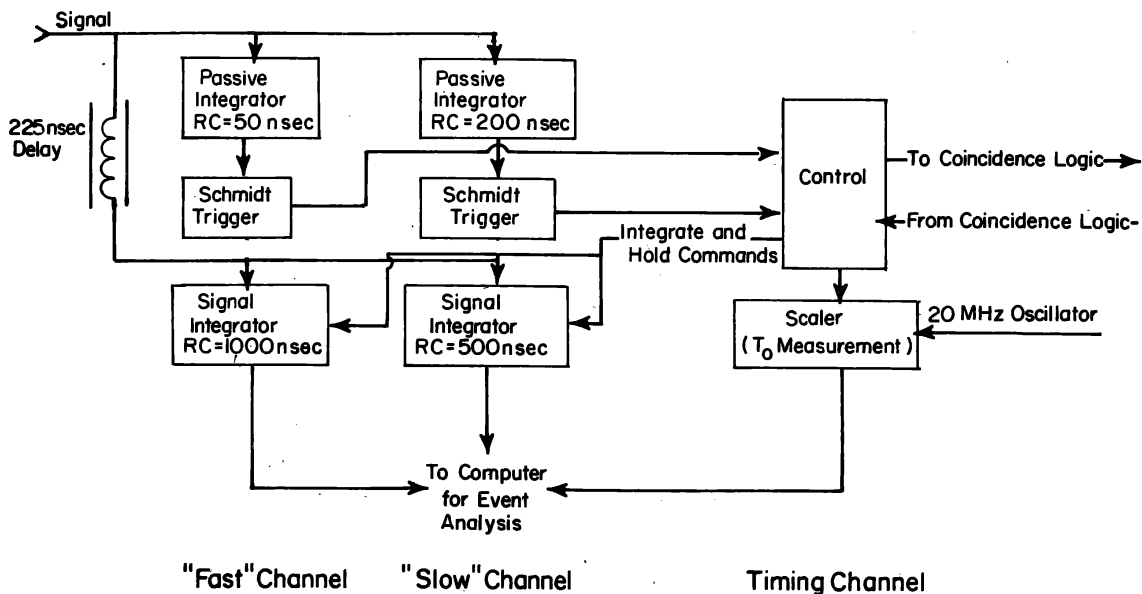 Signal
225 nsec
Delay
Passive
Integrator
RC=50 nsec
Passive
Integrator
RC=200 nsec
Schmidt
Trigger
Schmidt
Trigger
Control
To Coincidence Logic
From Coincidence Logic-
Integrate and
Hold Commands
Signal
Integrator
RC=1000nsec
Signal
Integrator
RC=500nsec
Scaler
(T0 Measurement)
20 MHz Oscillator
To Computer
for Event
Analysis
"Fast" Channel
"Slow" Channel
Timing Channel